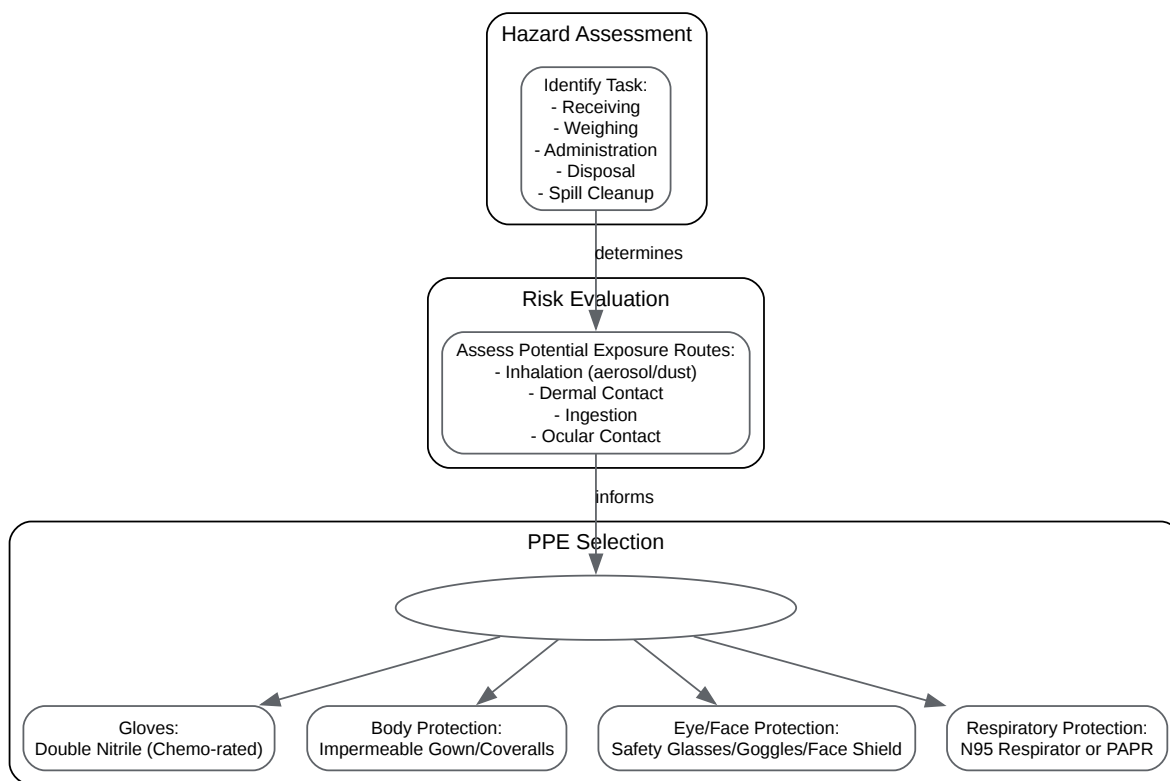 Hazard Assessment
Identify Task:
- Receiving
- Weighing
- Administration
- Disposal
- Spill Cleanup
determines
Risk Evaluation
Assess Potential Exposure Routes:
- Inhalation (aerosol/dust)
- Dermal Contact
- Ingestion
- Ocular Contact
informs
PPE Selection
Gloves:
Double Nitrile (Chemo-rated)
Body Protection:
Impermeable Gown/Coveralls
Eye/Face Protection:
Safety Glasses/Goggles/Face Shield
Respiratory Protection:
N95 Respirator or PAPR